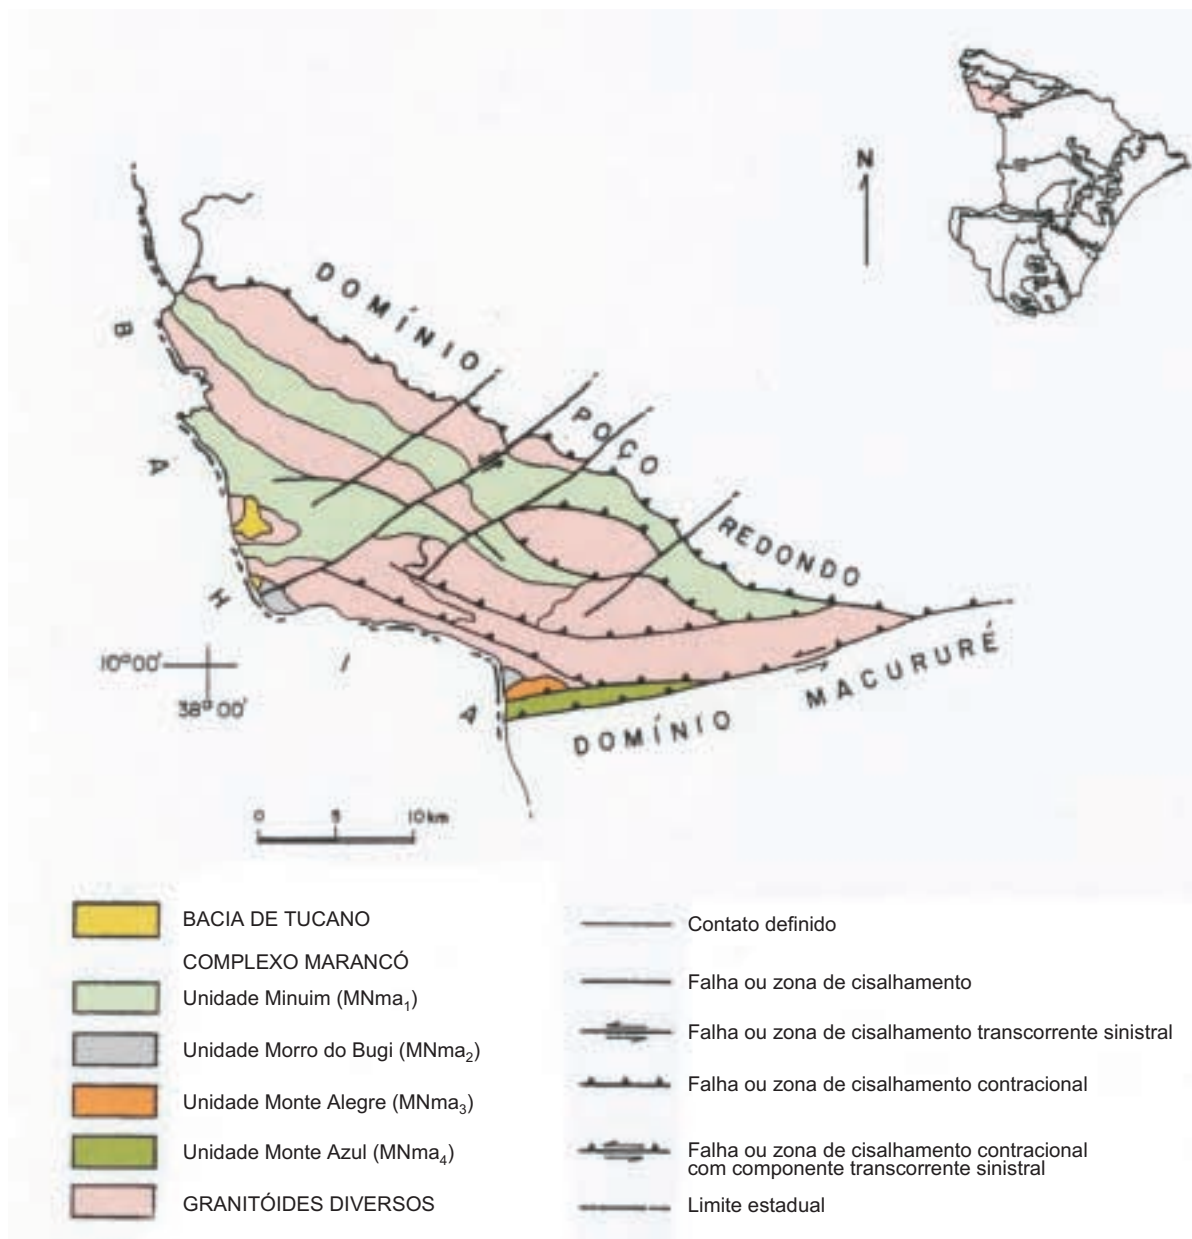 N
DOMÍNIO
POÇO
REDONDO
BAHIA
10°00'
38°00'
DOMÍNIO
MACURURÉ
0 5 10 km
BACIA DE TUCANO
COMPLEXO MARANCÓ
Unidade Minuim (MNma1)
Unidade Morro do Bugi (MNma2)
Unidade Monte Alegre (MNma3)
Unidade Monte Azul (MNma4)
GRANITÓIDES DIVERSOS
Contato definido
Falha ou zona de cisalhamento
Falha ou zona de cisalhamento transcorrente sinistral
Falha ou zona de cisalhamento contracional
Falha ou zona de cisalhamento contracional
com componente transcorrente sinistral
Limite estadual